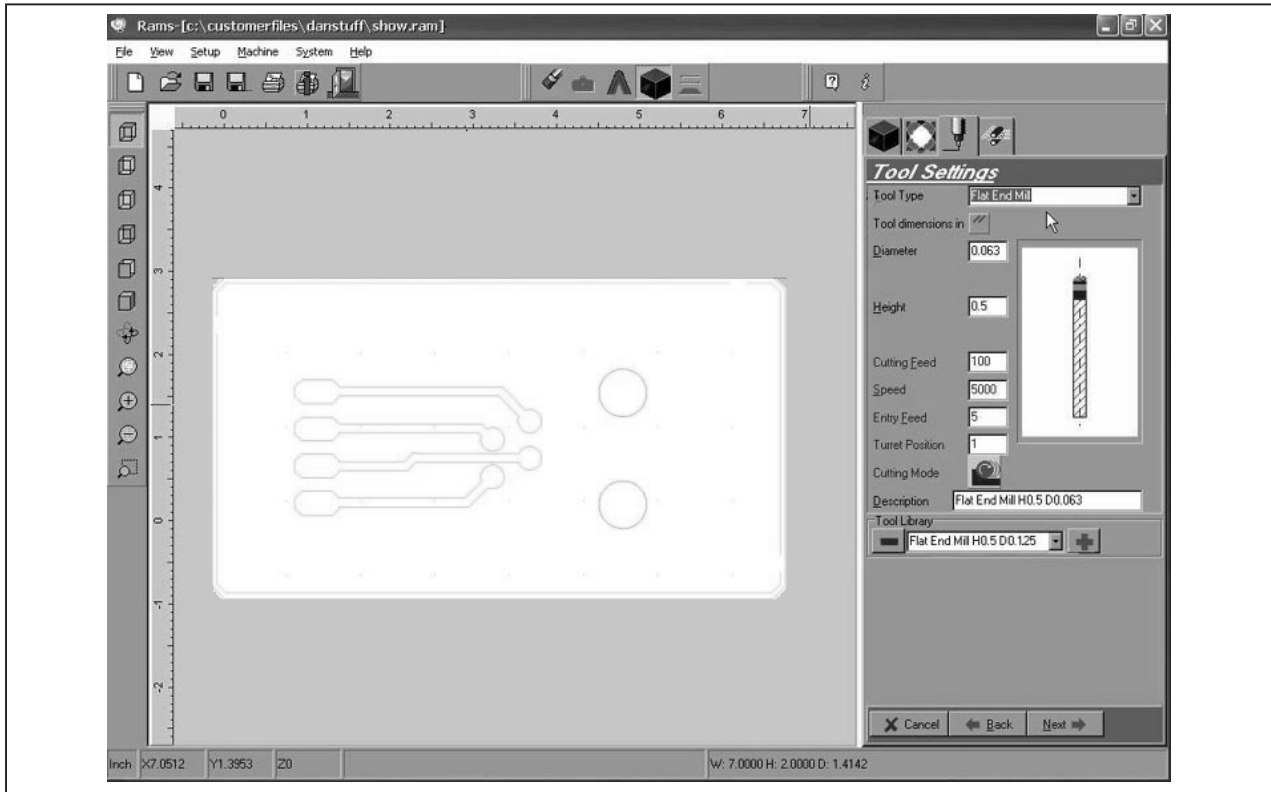 Rams-[c:\customerfiles\danstuff\show.ram]
File View Setup Machine System Help
0 1 2 3 4 5 6 7
4
3
2
1
0
-1
-2
Tool Settings
Tool Type Flat End Mill
Tool dimensions in "
Diameter 0.063
Height 0.5
Cutting Feed 100
Speed 5000
Entry Feed 5
Turret Position 1
Cutting Mode
Description Flat End Mill H0.5 D0.063
Tool Library
Flat End Mill H0.5 D0.125
Cancel Back Next
Inch X7.0512 Y1.3953 Z0 W: 7.0000 H: 2.0000 D: 1.4142